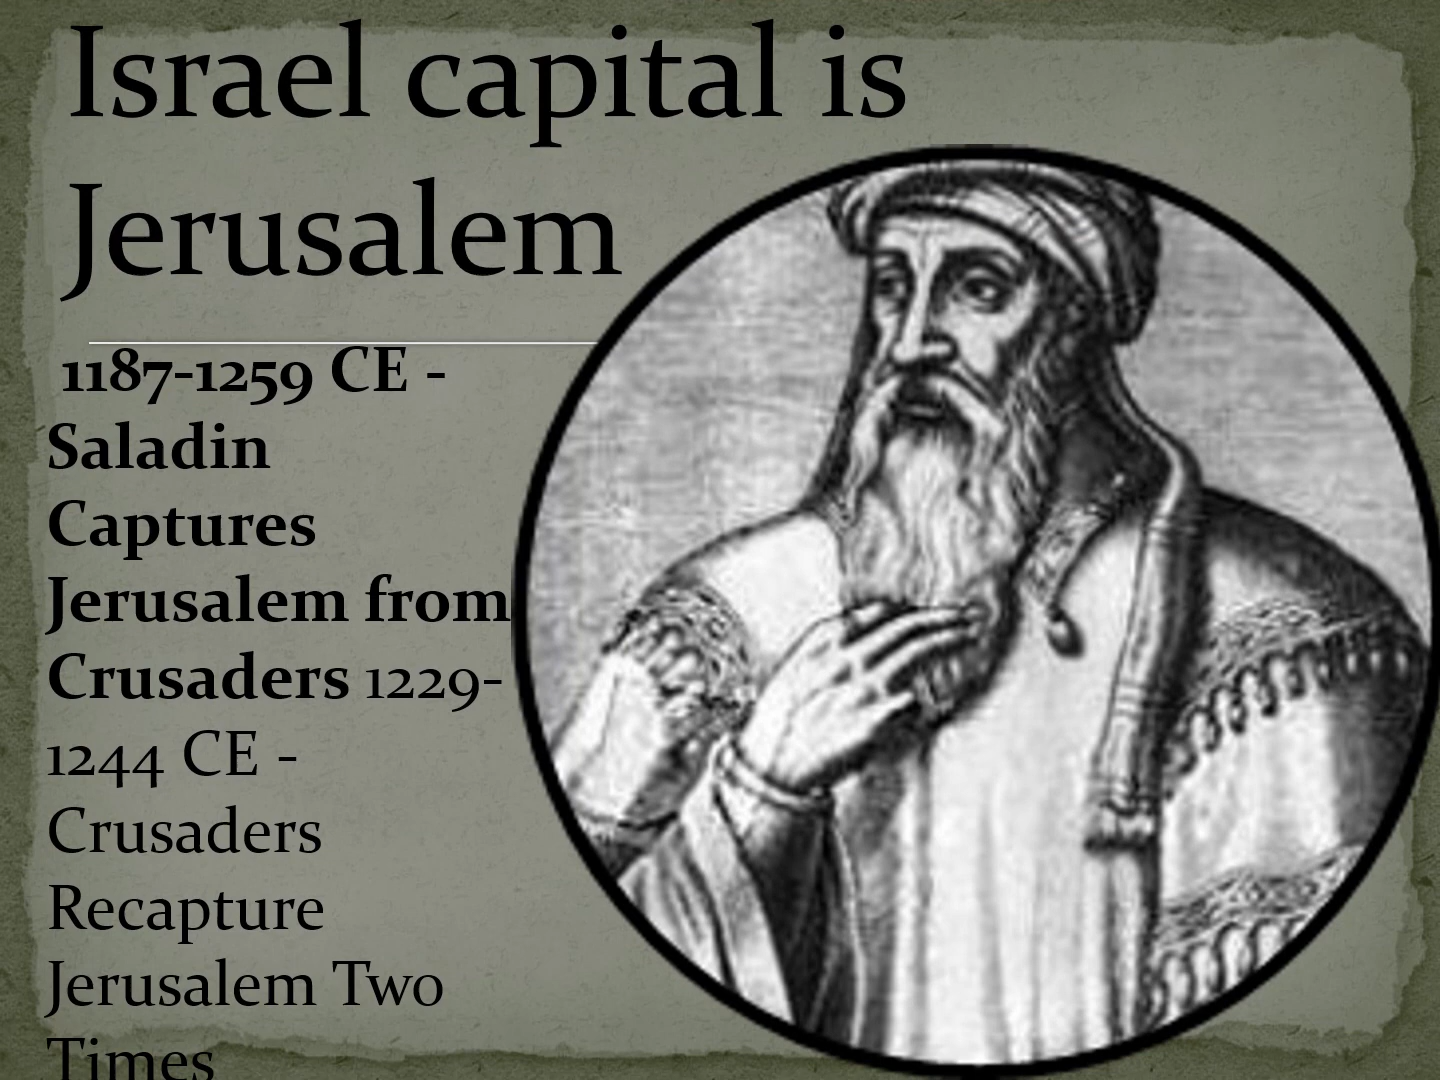 Israel capital is
Jerusalem
1187-1259 CE -
Saladin
Captures
Jerusalem from
Crusaders 1229-
1244 CE -
Crusaders
Recapture
Jerusalem Two
Times